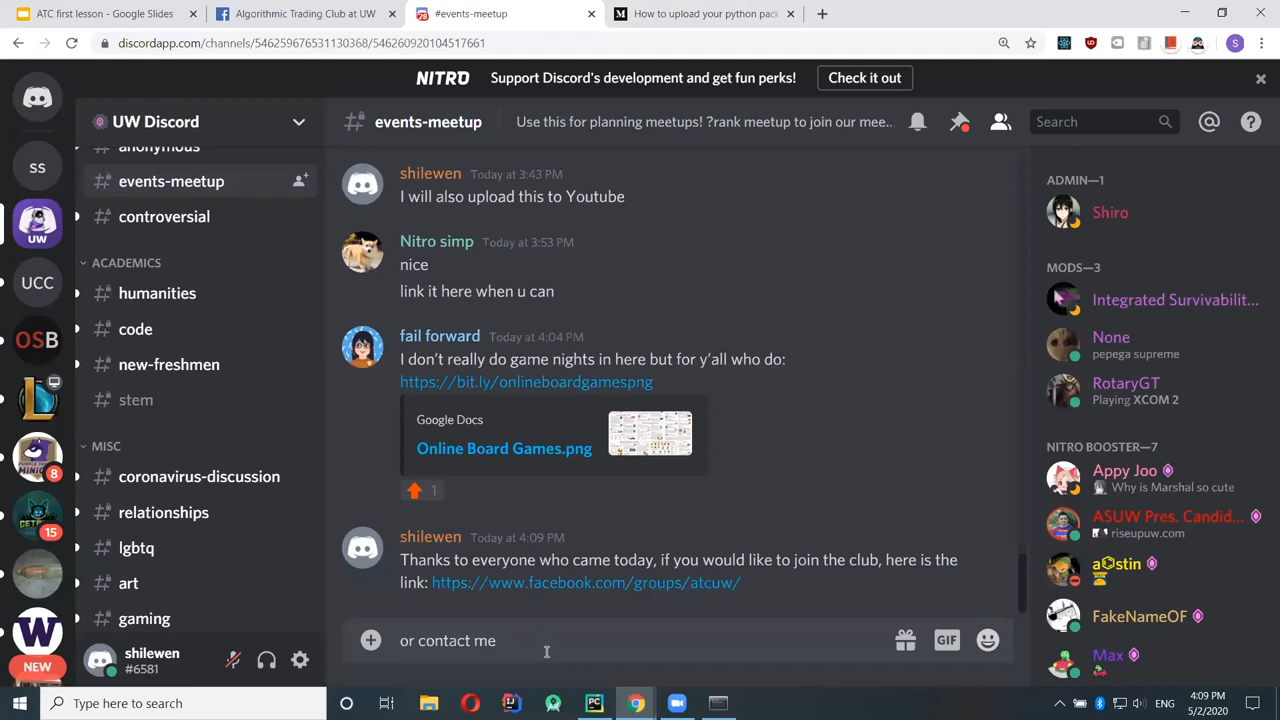 ATC first lesson - Google Slides
Algorithmic Trading Club at UW
#events-meetup
How to upload your python pack
discordapp.com/channels/546259676531130368/546260920104517661
NITRO Support Discord's development and get fun perks! Check it out
UW Discord
# events-meetup
Use this for planning meetups! ?rank meetup to join our mee...
Search
SS
UW
UCC
OSB
8
15
W
NEW
anonymous
events-meetup
controversial
ACADEMICS
humanities
code
new-freshmen
stem
MISC
coronavirus-discussion
relationships
lgbtq
art
gaming
shilewen
#6581
shilewen Today at 3:43 PM
I will also upload this to Youtube
Nitro simp Today at 3:53 PM
nice
link it here when u can
fail forward Today at 4:04 PM
I don't really do game nights in here but for y'all who do:
https://bit.ly/onlineboardgamespng
Google Docs
Online Board Games.png
1
shilewen Today at 4:09 PM
Thanks to everyone who came today, if you would like to join the club, here is the
link: https://www.facebook.com/groups/atcuw/
or contact me
GIF
ADMIN—1
Shiro
MODS—3
Integrated Survivabilit...
None
pepega supreme
RotaryGT
Playing XCOM 2
NITRO BOOSTER—7
Appy Joo
Why is Marshal so cute
ASUW Pres. Candid...
riseupuw.com
a⌬stin
FakeNameOF
Max
Type here to search
ENG
4:09 PM
5/2/2020